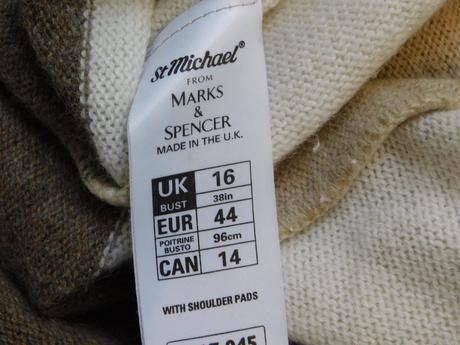 St Michael®
FROM
MARKS
&
SPENCER
MADE IN THE U.K.
UK 16
BUST 38in
EUR 44
POITRINE
BUSTO 96cm
CAN 14
WITH SHOULDER PADS